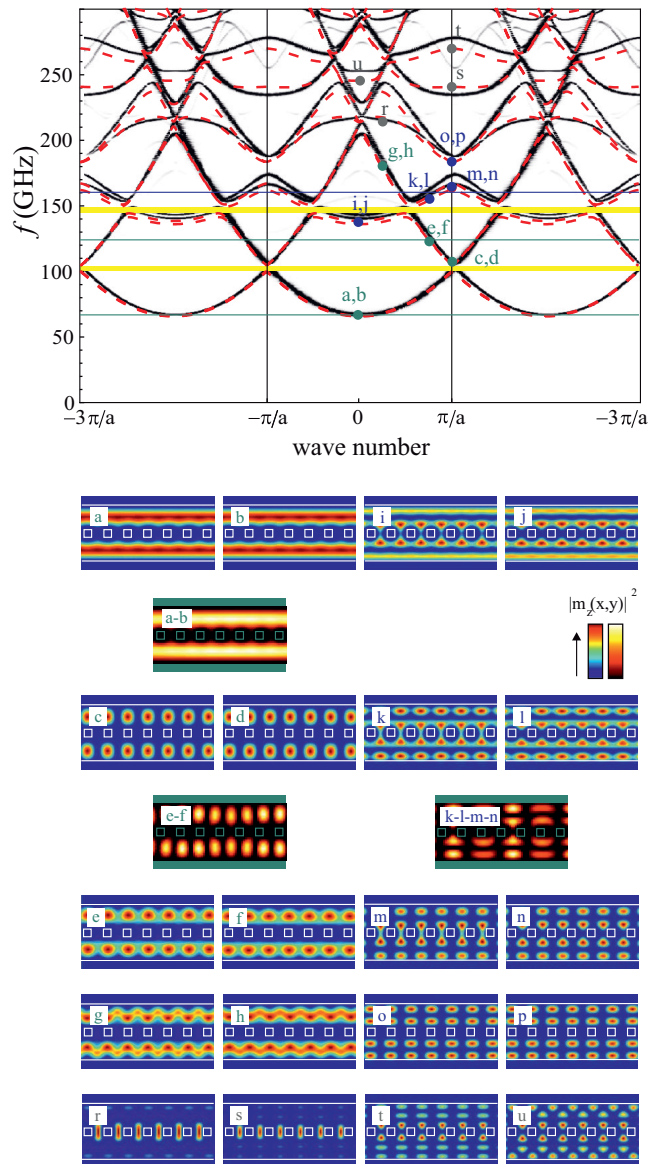 f (GHz)
250
200
150
100
50
0
t
u
s
r
o,p
g,h
k,l
m,n
i,j
e,f
c,d
a,b
−3π/a
−π/a
0
π/a
−3π/a
wave number
a
b
i
j
a-b
|m_z(x,y)|²
c
d
k
l
e-f
k-l-m-n
e
f
m
n
g
h
o
p
r
s
t
u